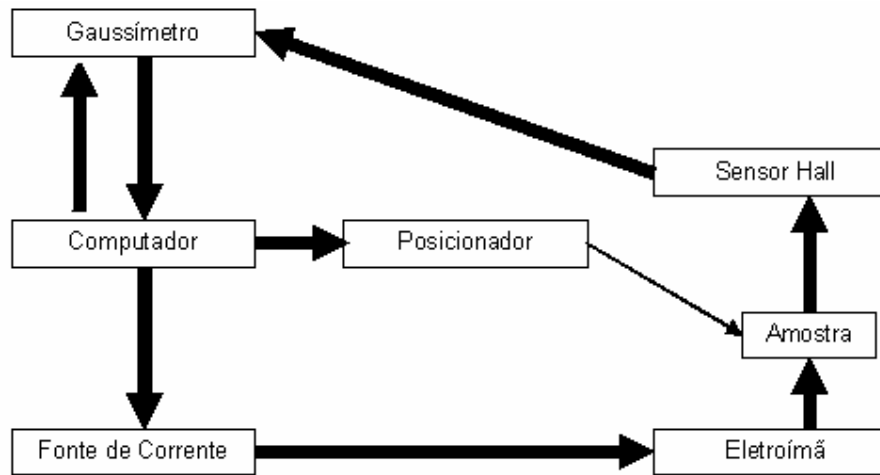 Gaussímetro
Sensor Hall
Computador
Posicionador
Amostra
Fonte de Corrente
Eletroímã